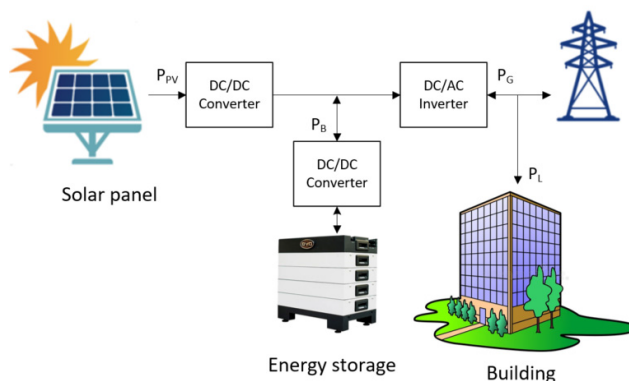 P_PV
DC/DC
Converter
DC/AC
Inverter
P_G
P_B
DC/DC
Converter
P_L
Solar panel
Energy storage
Building